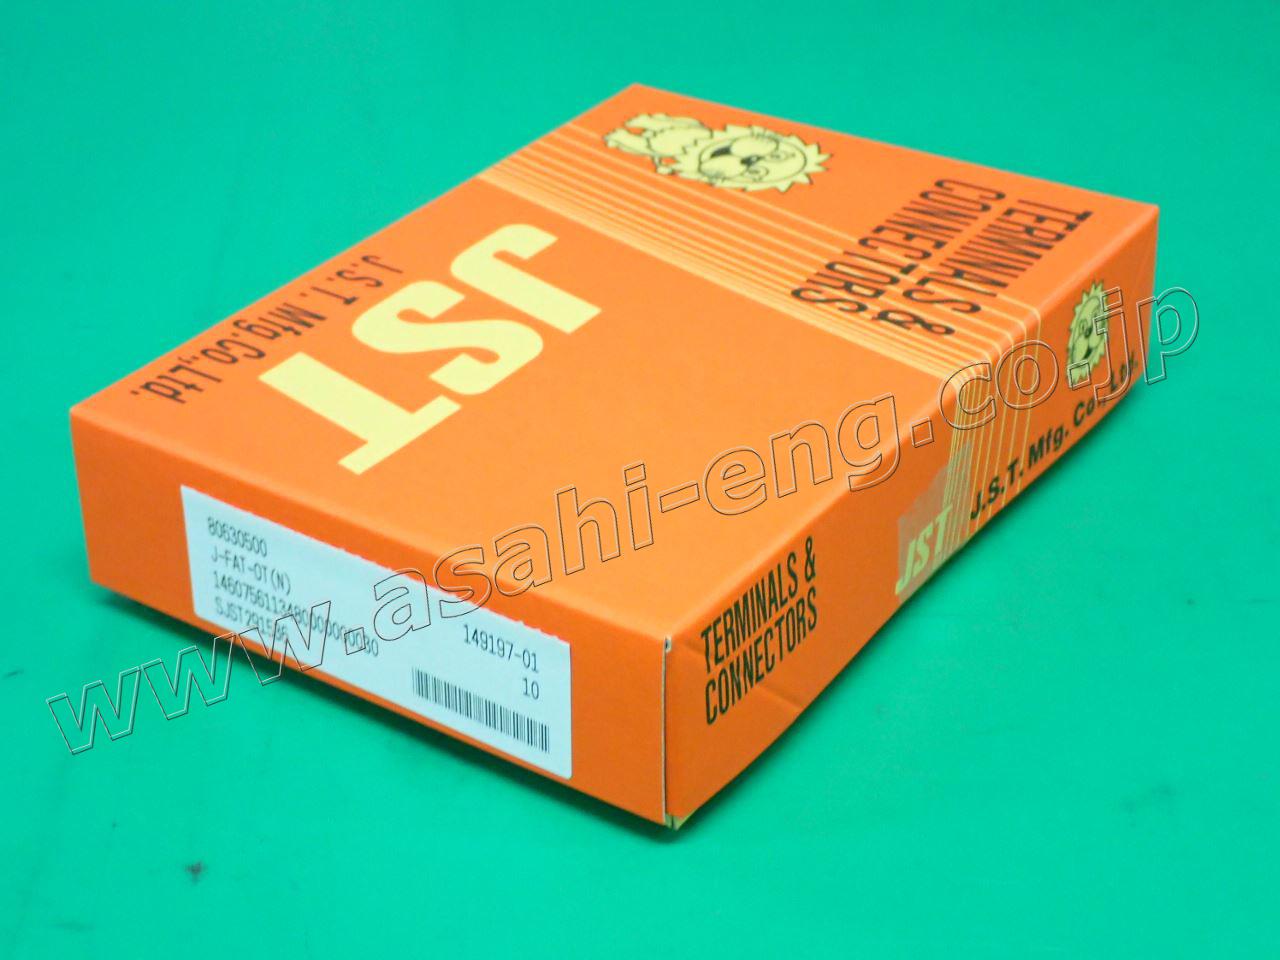 TERMINALS &
CONNECTORS
JST
J.S.T. Mfg.Co.,Ltd.
J.S.T. Mfg. Co., Ltd.
JST
TERMINALS &
CONNECTORS
80630500
J-FAT-OT(N)
149197-01
10
www.asahi-eng.co.jp